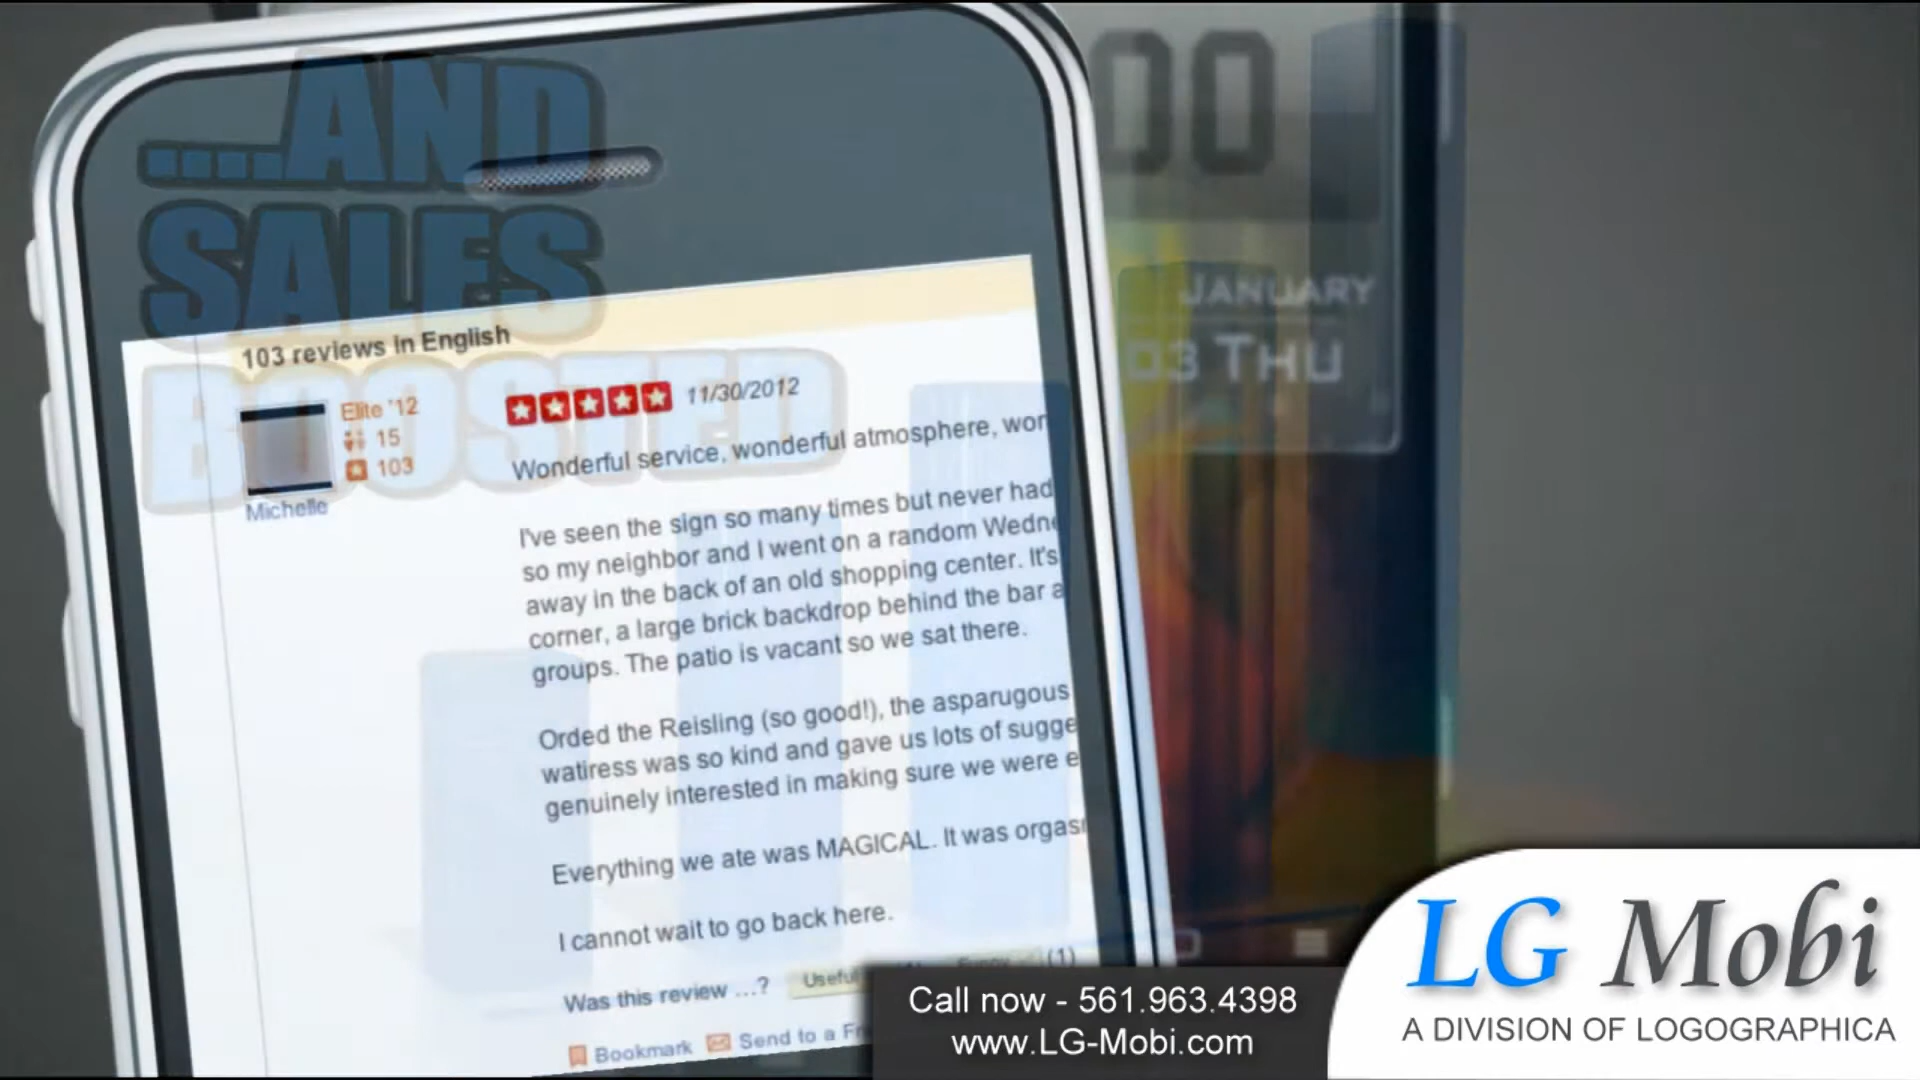 .....AND
SALES
BOOSTED
00
JANUARY
03 THU
103 reviews in English
Elite '12
15
103
Michelle
11/30/2012
Wonderful service, wonderful atmosphere, wor
I've seen the sign so many times but never had
so my neighbor and I went on a random Wedne
away in the back of an old shopping center. It's
corner, a large brick backdrop behind the bar a
groups. The patio is vacant so we sat there.
Orded the Reisling (so good!), the asparugous
watiress was so kind and gave us lots of sugge
genuinely interested in making sure we were e
Everything we ate was MAGICAL. It was orgas
I cannot wait to go back here.
Was this review ...? Useful Funny (1)
Bookmark Send to a Fri
Call now - 561.963.4398
www.LG-Mobi.com
LG Mobi
A DIVISION OF LOGOGRAPHICA